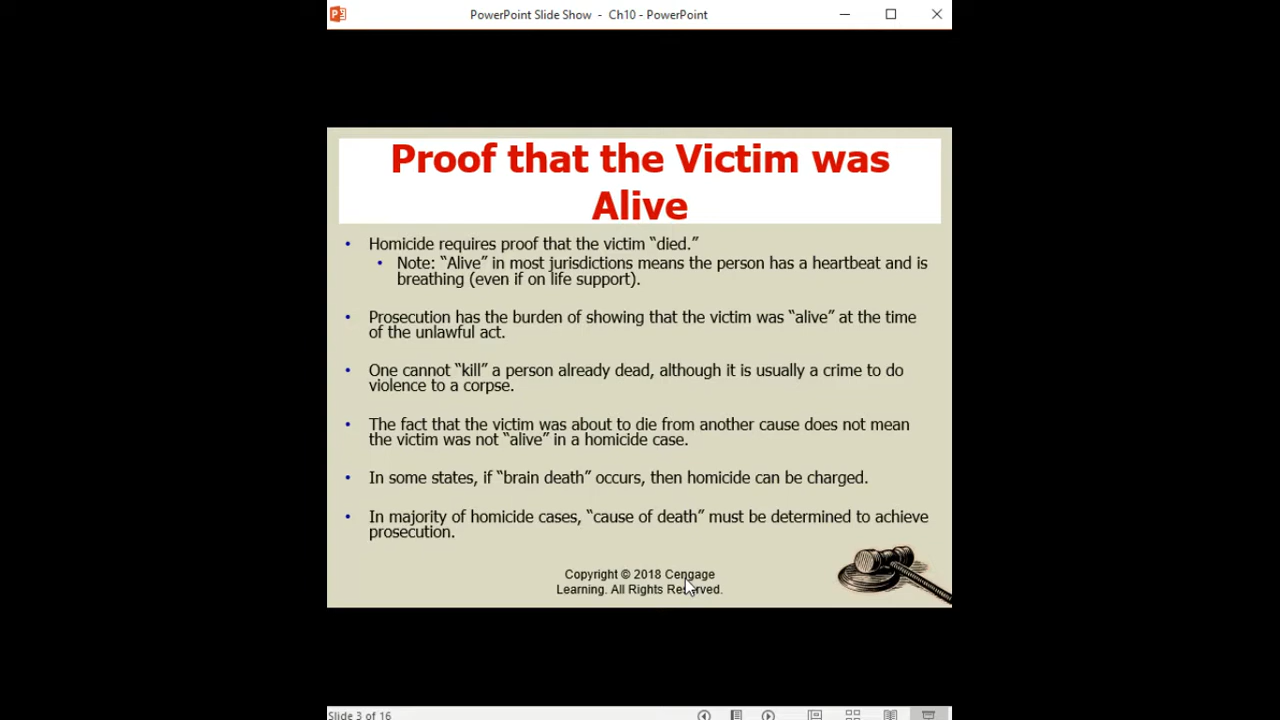 PowerPoint Slide Show - Ch10 - PowerPoint
Proof that the Victim was
Alive
• Homicide requires proof that the victim “died.”
• Note: “Alive” in most jurisdictions means the person has a heartbeat and is
breathing (even if on life support).
• Prosecution has the burden of showing that the victim was “alive” at the time
of the unlawful act.
• One cannot “kill” a person already dead, although it is usually a crime to do
violence to a corpse.
• The fact that the victim was about to die from another cause does not mean
the victim was not “alive” in a homicide case.
• In some states, if “brain death” occurs, then homicide can be charged.
• In majority of homicide cases, “cause of death” must be determined to achieve
prosecution.
Copyright © 2018 Cengage
Learning. All Rights Reserved.
Slide 3 of 16